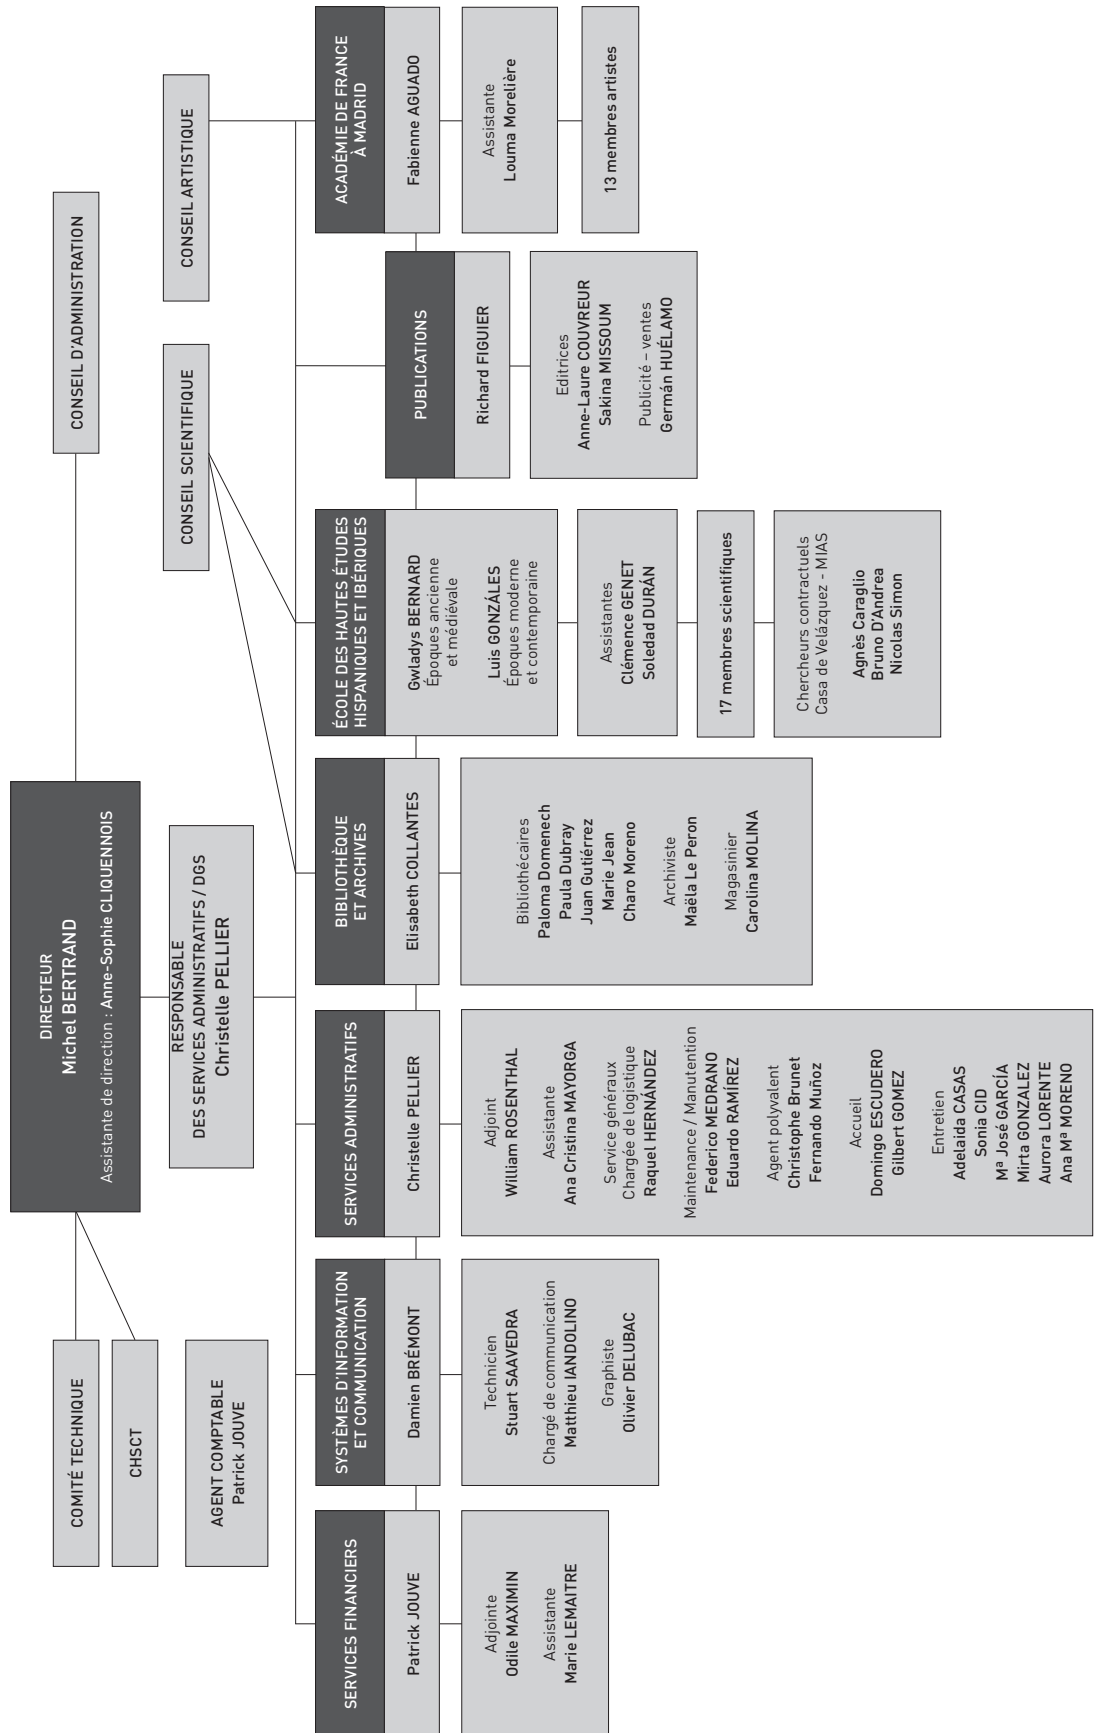 DIRECTEUR
Michel BERTRAND
Assistante de direction : Anne-Sophie CLIQUENNOIS
COMITÉ TECHNIQUE
CHSCT
AGENT COMPTABLE
Patrick JOUVE
RESPONSABLE
DES SERVICES ADMINISTRATIFS / DGS
Christelle PELLIER
CONSEIL D'ADMINISTRATION
CONSEIL SCIENTIFIQUE
CONSEIL ARTISTIQUE
SERVICES FINANCIERS
Patrick JOUVE
Adjointe
Odile MAXIMIN
Assistante
Marie LEMAITRE
SYSTÈMES D'INFORMATION
ET COMMUNICATION
Damien BRÉMONT
Technicien
Stuart SAAVEDRA
Chargé de communication
Matthieu IANDOLINO
Graphiste
Olivier DELUBAC
SERVICES ADMINISTRATIFS
Christelle PELLIER
Adjoint
William ROSENTHAL
Assistante
Ana Cristina MAYORGA
Service généraux
Chargée de logistique
Raquel HERNÁNDEZ
Maintenance / Manutention
Federico MEDRANO
Eduardo RAMÍREZ
Agent polyvalent
Christophe Brunet
Fernando Muñoz
Accueil
Domingo ESCUDERO
Gilbert GOMEZ
Entretien
Adelaida CASAS
Sonia CID
Mª José GARCÍA
Mirta GONZALEZ
Aurora LORENTE
Ana Mª MORENO
BIBLIOTHÈQUE
ET ARCHIVES
Elisabeth COLLANTES
Bibliothécaires
Paloma Domenech
Paula Dubray
Juan Gutiérrez
Marie Jean
Charo Moreno
Archiviste
Maëla Le Peron
Magasinier
Carolina MOLINA
ÉCOLE DES HAUTES ÉTUDES
HISPANIQUES ET IBÉRIQUES
Gwladys BERNARD
Époques ancienne
et médiévale
Luis GONZÁLES
Époques moderne
et contemporaine
Assistantes
Clémence GENET
Soledad DURÁN
17 membres scientifiques
Chercheurs contractuels
Casa de Velázquez - MIAS
Agnès Caraglio
Bruno D'Andrea
Nicolas Simon
PUBLICATIONS
Richard FIGUIER
Editrices
Anne-Laure COUVREUR
Sakina MISSOUM
Publicité – ventes
Germán HUÉLAMO
ACADÉMIE DE FRANCE
À MADRID
Fabienne AGUADO
Assistante
Louma Morelière
13 membres artistes